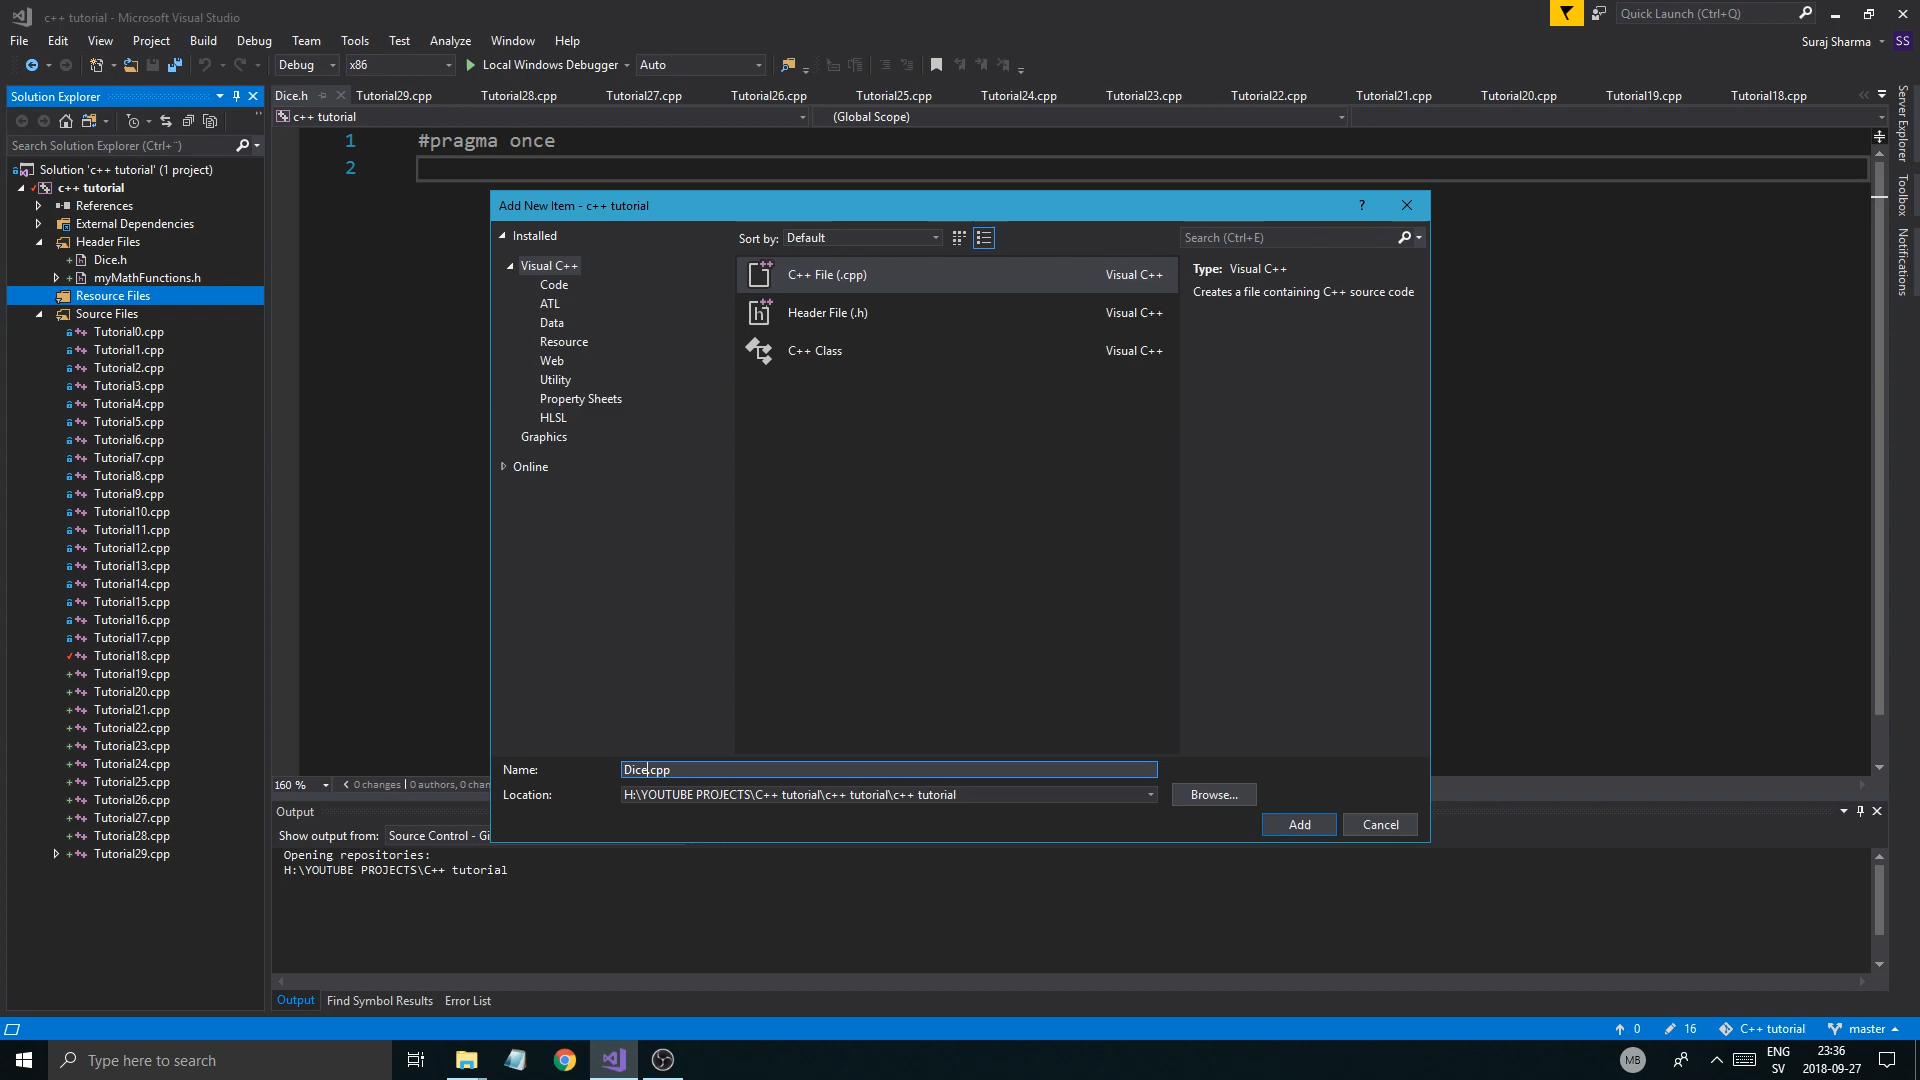 c++ tutorial - Microsoft Visual Studio
Quick Launch (Ctrl+Q)
File Edit View Project Build Debug Team Tools Test Analyze Window Help
Suraj Sharma SS
Debug x86 Local Windows Debugger Auto
Solution Explorer
Search Solution Explorer (Ctrl+¨)
Solution 'c++ tutorial' (1 project)
c++ tutorial
References
External Dependencies
Header Files
Dice.h
myMathFunctions.h
Resource Files
Source Files
Tutorial0.cpp
Tutorial1.cpp
Tutorial2.cpp
Tutorial3.cpp
Tutorial4.cpp
Tutorial5.cpp
Tutorial6.cpp
Tutorial7.cpp
Tutorial8.cpp
Tutorial9.cpp
Tutorial10.cpp
Tutorial11.cpp
Tutorial12.cpp
Tutorial13.cpp
Tutorial14.cpp
Tutorial15.cpp
Tutorial16.cpp
Tutorial17.cpp
Tutorial18.cpp
Tutorial19.cpp
Tutorial20.cpp
Tutorial21.cpp
Tutorial22.cpp
Tutorial23.cpp
Tutorial24.cpp
Tutorial25.cpp
Tutorial26.cpp
Tutorial27.cpp
Tutorial28.cpp
Tutorial29.cpp
Dice.h Tutorial29.cpp Tutorial28.cpp Tutorial27.cpp Tutorial26.cpp Tutorial25.cpp Tutorial24.cpp Tutorial23.cpp Tutorial22.cpp Tutorial21.cpp Tutorial20.cpp Tutorial19.cpp Tutorial18.cpp
c++ tutorial (Global Scope)
1 #pragma once
2
Add New Item - c++ tutorial ?
Installed
Visual C++
Code
ATL
Data
Resource
Web
Utility
Property Sheets
HLSL
Graphics
Online
Sort by: Default
C++ File (.cpp) Visual C++
Header File (.h) Visual C++
C++ Class Visual C++
Search (Ctrl+E)
Type: Visual C++
Creates a file containing C++ source code
Name: Dice.cpp
Location: H:\YOUTUBE PROJECTS\C++ tutorial\c++ tutorial\c++ tutorial
Browse...
Add Cancel
160 % 0 changes | 0 authors, 0 chan
Output
Show output from: Source Control - Gi
Opening repositories:
H:\YOUTUBE PROJECTS\C++ tutorial
Output Find Symbol Results Error List
Server Explorer
Toolbox
Notifications
0 16 C++ tutorial master
Type here to search
MB
ENG
SV
23:36
2018-09-27